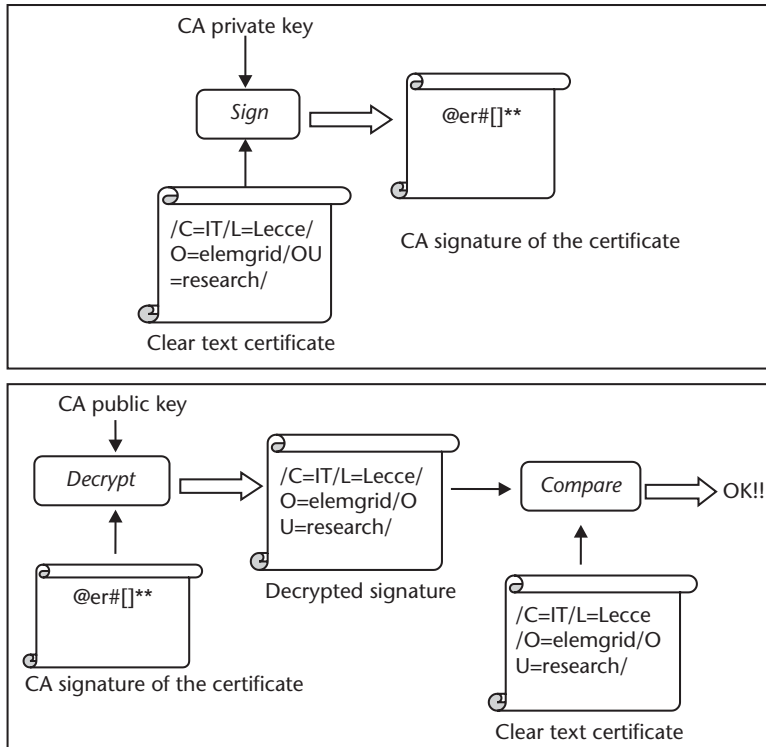 CA private key
Sign
@er#[]**
/C=IT/L=Lecce/
O=elemgrid/OU
=research/
CA signature of the certificate
Clear text certificate
CA public key
Decrypt
/C=IT/L=Lecce/
O=elemgrid/O
U=research/
Compare
OK!!
Decrypted signature
@er#[]**
CA signature of the certificate
/C=IT/L=Lecce
/O=elemgrid/O
U=research/
Clear text certificate